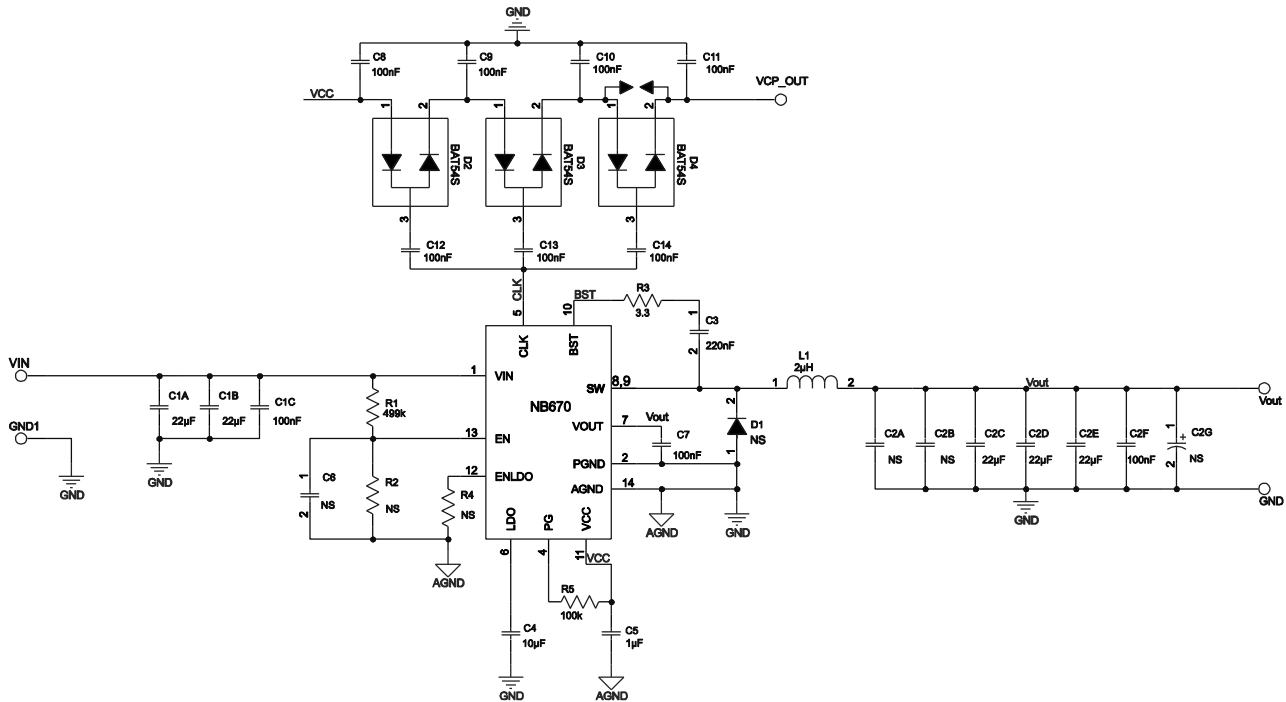 GND
C8
100nF
C9
100nF
C10
100nF
C11
100nF
VCC
VCP_OUT
1
2
1
2
1
2
D2
BAT54S
D3
BAT54S
D4
BAT54S
3
3
3
C12
100nF
C13
100nF
C14
100nF
CLK
5
BST
10
R3
3.3
1
C3
220nF
2
CLK
BST
VIN
1
VIN
SW
8,9
L1
2µH
1
2
Vout
Vout
C1A
22µF
C1B
22µF
C1C
100nF
R1
499k
NB670
GND1
GND
GND
13
EN
VOUT
7
Vout
C7
100nF
2
D1
NS
1
C2A
NS
C2B
NS
C2C
22µF
C2D
22µF
C2E
22µF
C2F
100nF
1
+
C2G
NS
2
12
ENLDO
PGND
2
AGND
14
1
C6
NS
2
R2
NS
R4
NS
LDO
PG
VCC
AGND
GND
GND
GND
AGND
6
4
11
VCC
R5
100k
C4
10µF
C5
1µF
GND
AGND